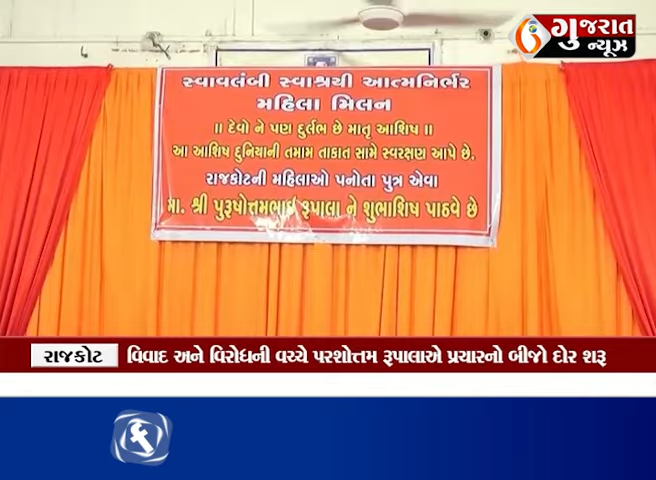 ગુજરાત
ન્યૂઝ
સ્વાવલંબી સ્વાશ્રયી આત્મનિર્ભર
મહિલા મિલન
॥ દેવો ને પણ દુર્લભ છે માતૃ આશિષ ॥
આ આશિષ દુનિયાની તમામ તાકાત સામે સ્વરક્ષણ આપે છે.
રાજકોટની મહિલાઓ પનોતા પુત્ર એવા
મા. શ્રી પુરૂષોત્તમભાઇ રૂપાલા ને શુભાશિષ પાઠવે છે
રાજકોટ વિવાદ અને વિરોધની વચ્ચે પરશોત્તમ રૂપાલાએ પ્રચારનો બીજો દોર શરૂ